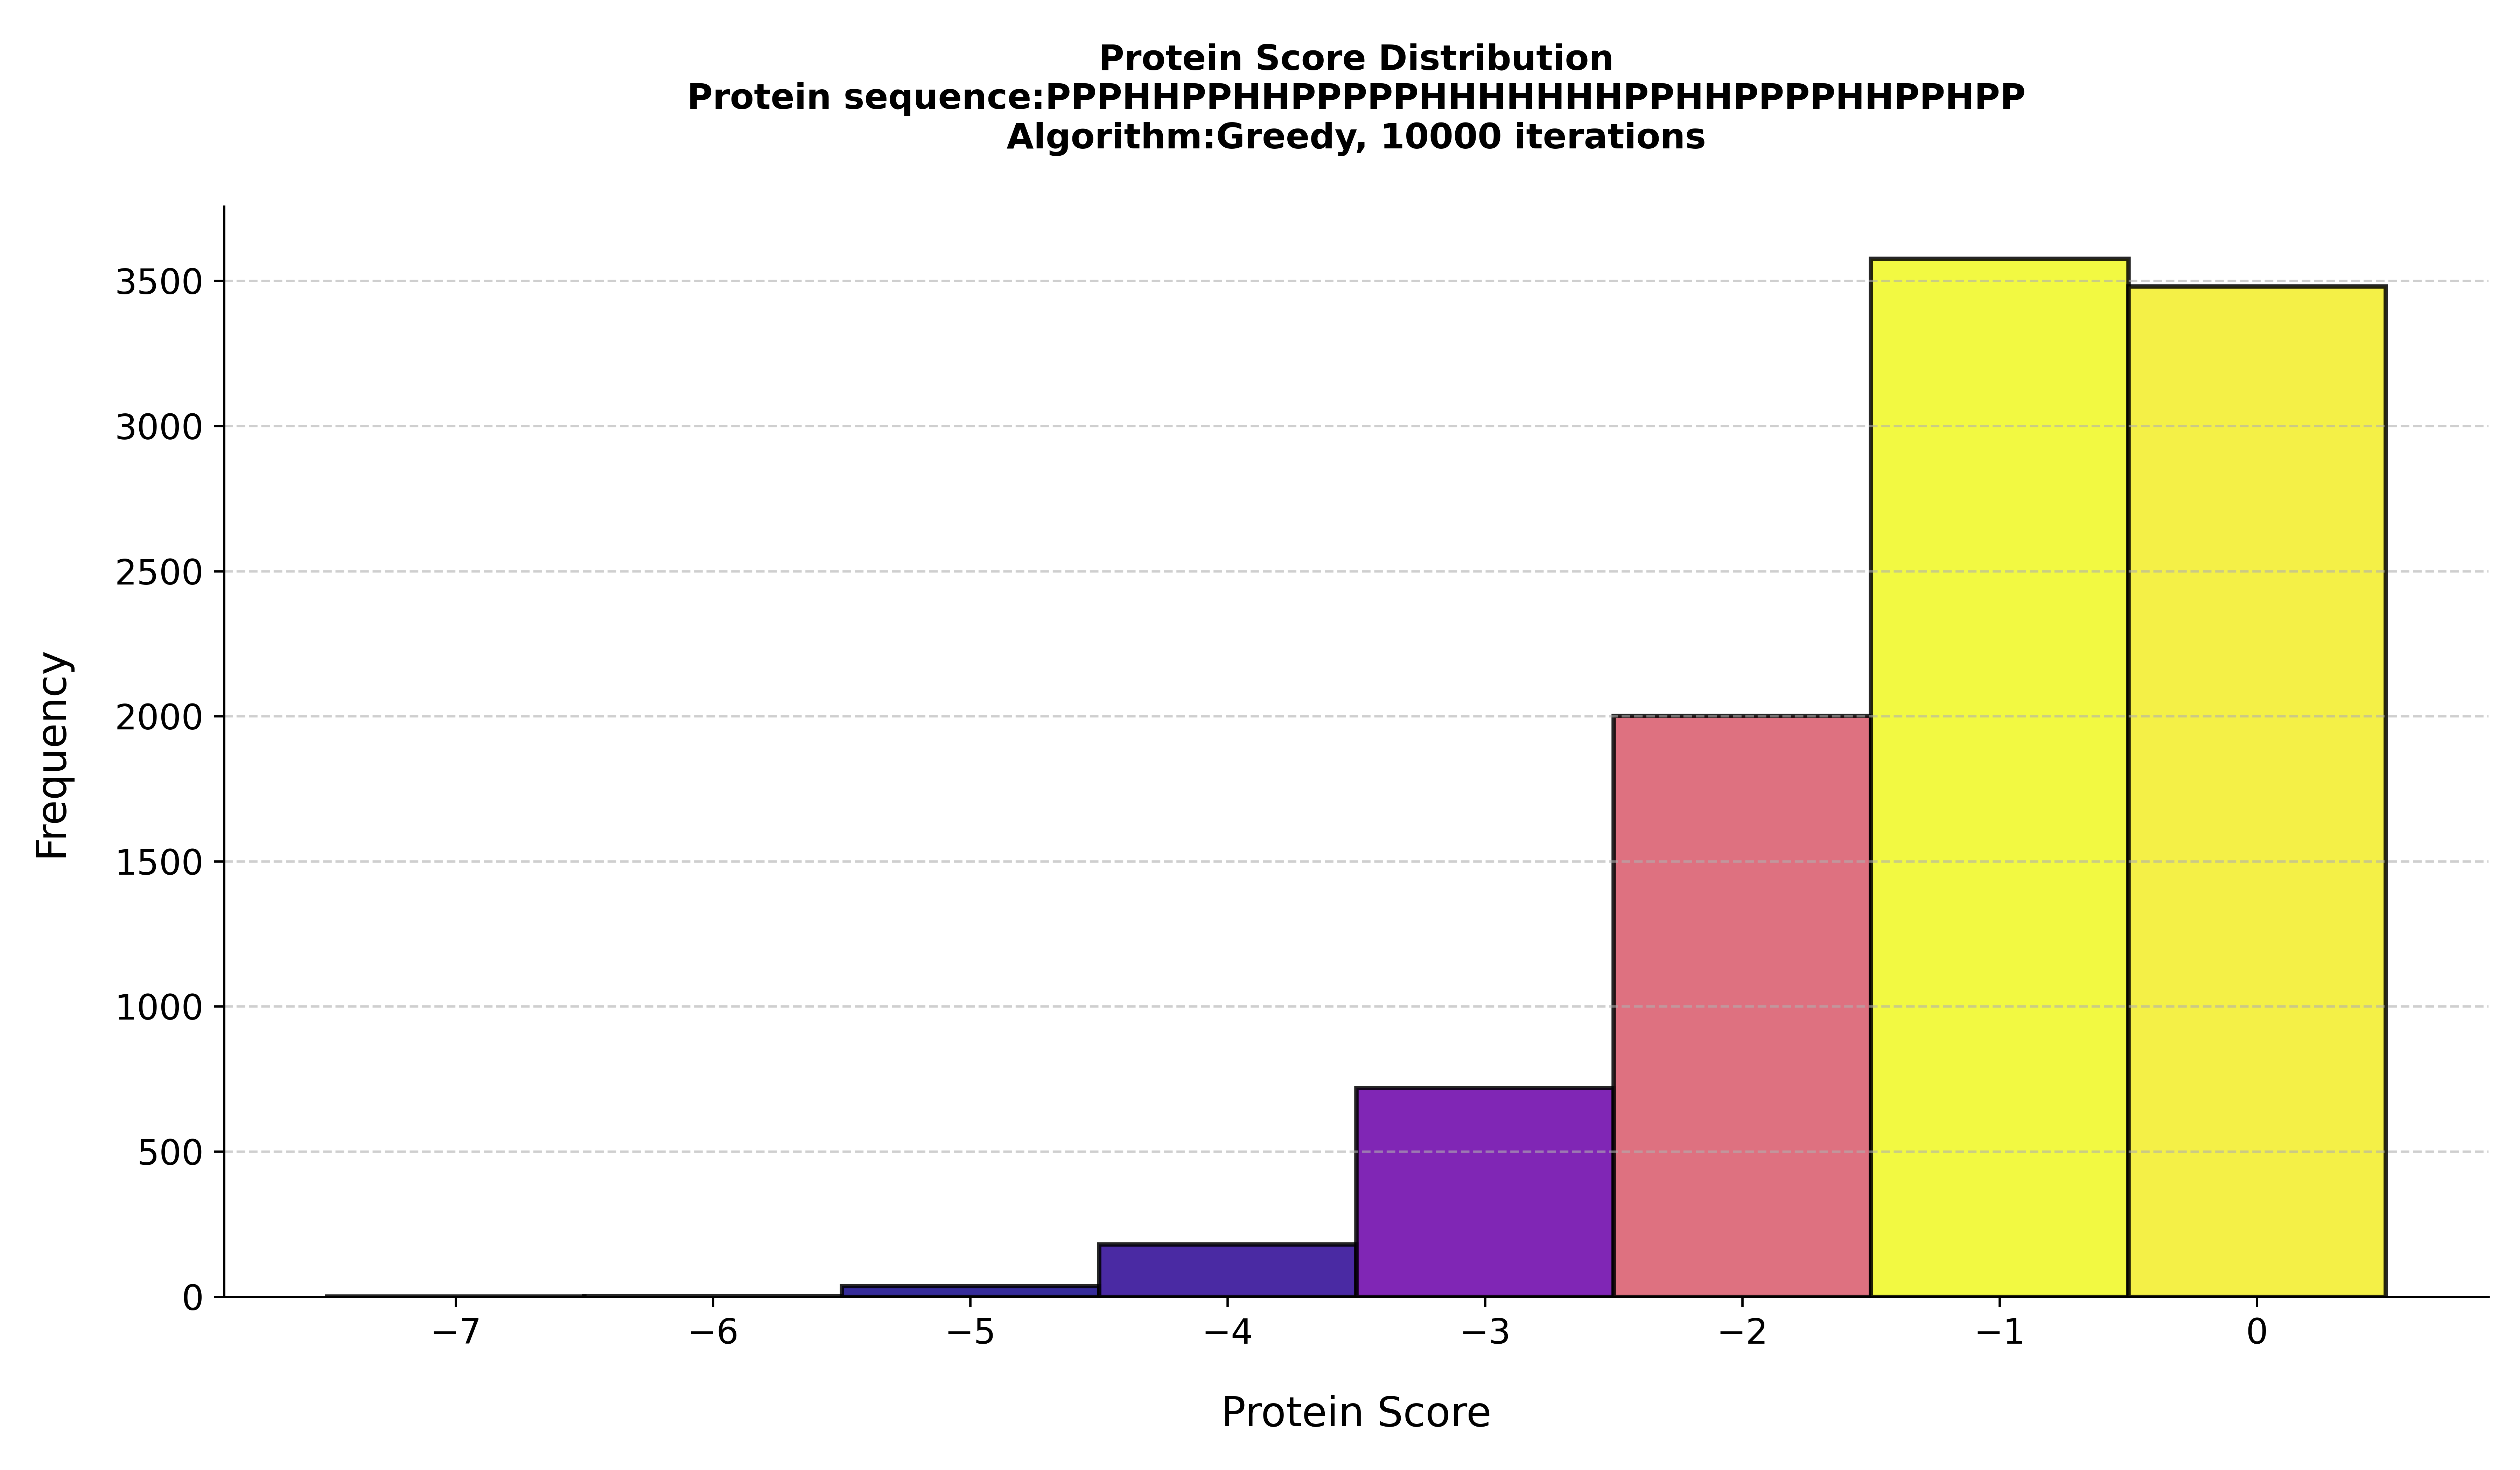 Protein Score Distribution
Protein sequence:PPPHHPPHHPPPPPHHHHHHHPPHHPPPPHHPPHPP
Algorithm:Greedy, 10000 iterations
Frequency
3500
3000
2500
2000
1500
1000
500
0
−7 −6 −5 −4 −3 −2 −1 0
Protein Score